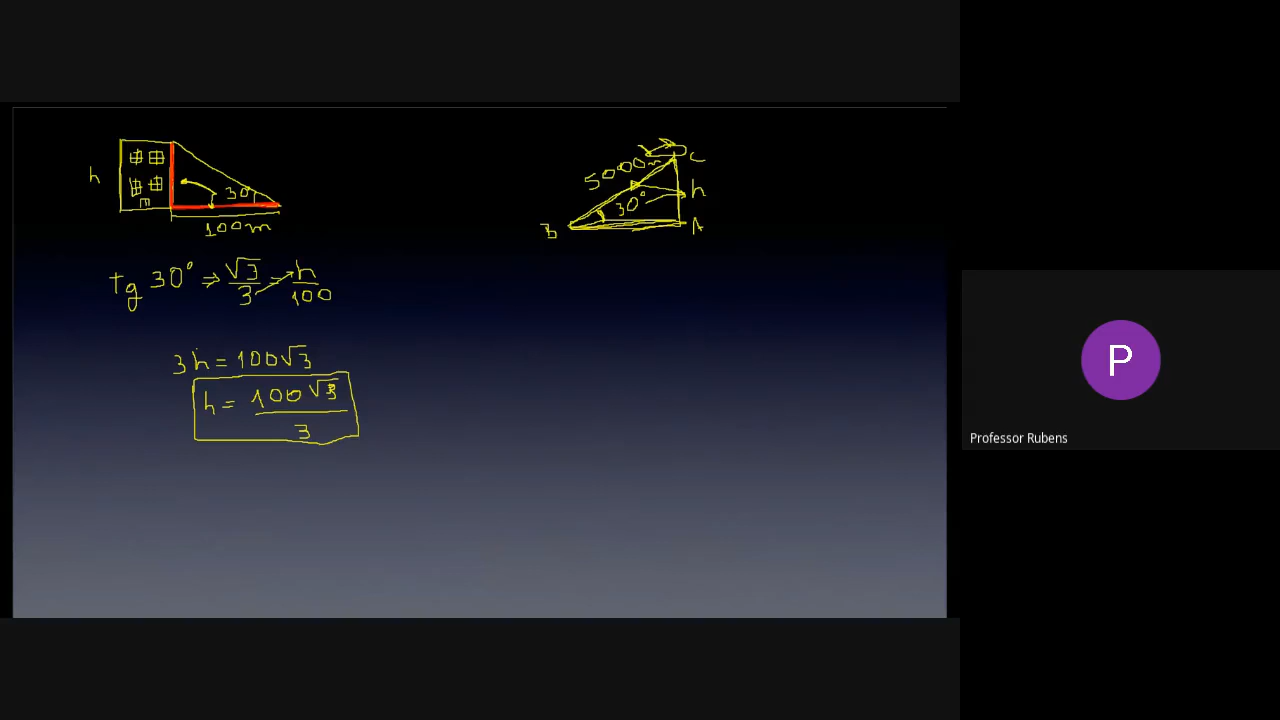 h
30°
100m
tg 30° ⇒ √3/3 = h/100
3h = 100√3
h = 100√3/3
5000m
C
h
30°
B
A
P
Professor Rubens